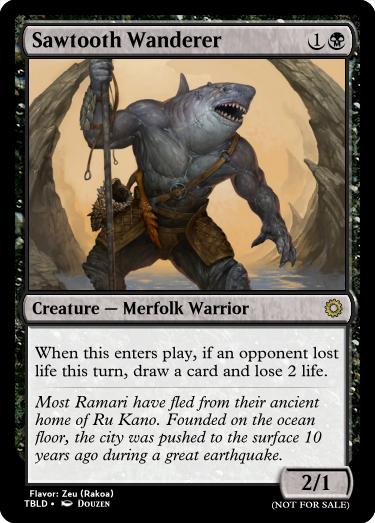 Sawtooth Wanderer 1
Creature — Merfolk Warrior
When this enters play, if an opponent lost
life this turn, draw a card and lose 2 life.
Most Ramari have fled from their ancient
home of Ru Kano. Founded on the ocean
floor, the city was pushed to the surface 10
years ago during a great earthquake.
2/1
Flavor: Zeu (Rakoa)
TBLD • Douzen
(NOT FOR SALE)